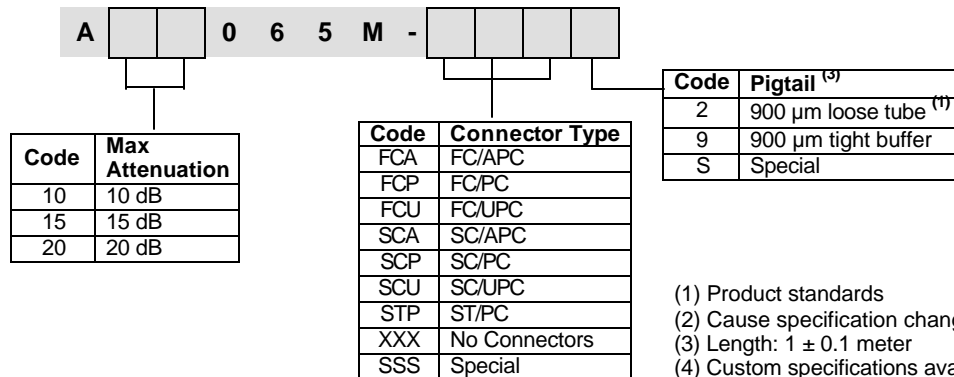 A 0 6 5 M -
Code Pigtail (3)
2 900 µm loose tube (1)
9 900 µm tight buffer
S Special
Code Max Attenuation
10 10 dB
15 15 dB
20 20 dB
Code Connector Type
FCA FC/APC
FCP FC/PC
FCU FC/UPC
SCA SC/APC
SCP SC/PC
SCU SC/UPC
STP ST/PC
XXX No Connectors
SSS Special
(1) Product standards
(2) Cause specification
(3) Length: 1 ± 0.1 meter
(4) Custom specifications